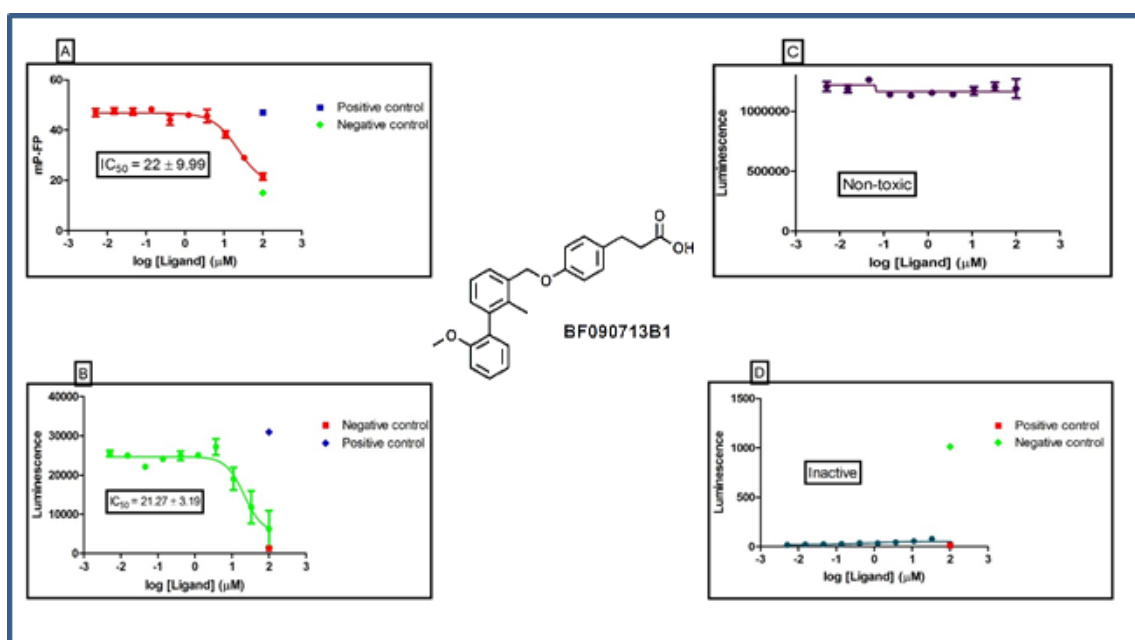 A
60
40
20
0
mP-FP
IC50 = 22 ± 9.99
Positive control
Negative control
-3 -2 -1 0 1 2 3
log [Ligand] (μM)
C
1000000
500000
0
Luminescence
Non-toxic
-3 -2 -1 0 1 2 3
log [Ligand] (μM)
O
OH
O
O
BF090713B1
B
40000
30000
20000
10000
0
Luminescence
IC50 = 21.27 ± 3.19
Negative control
Positive control
-3 -2 -1 0 1 2 3
log [Ligand] (μM)
D
1500
1000
500
0
Luminescence
Inactive
Positive control
Negative control
-3 -2 -1 0 1 2 3
log [Ligand] (μM)